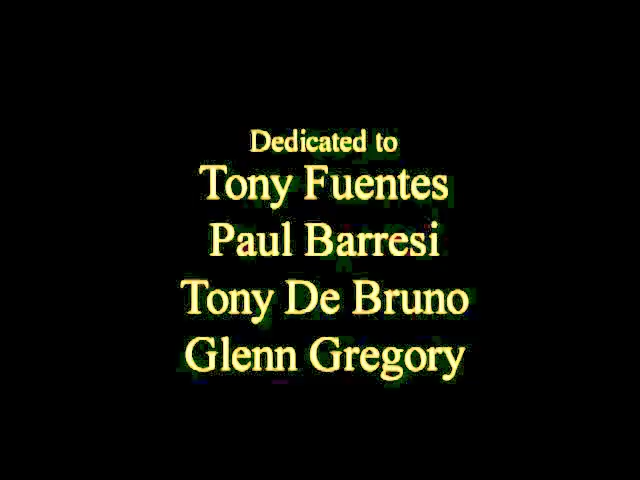 Dedicated to
Tony Fuentes
Paul Barresi
Tony De Bruno
Glenn Gregory